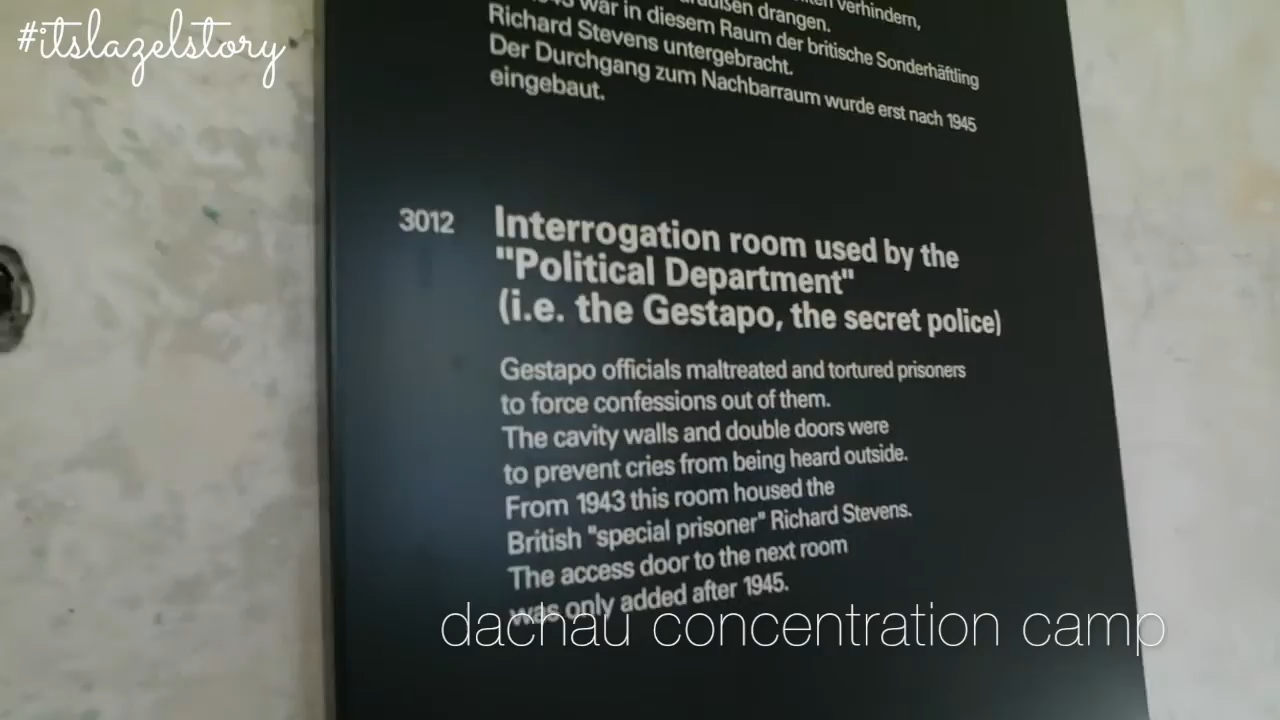 #itslazelstory
verhindern,
drangen.
war in diesem Raum der britische Sonderhäftling
Richard Stevens untergebracht.
Der Durchgang zum Nachbarraum wurde erst nach 1945
eingebaut.
3012
Interrogation room used by the
"Political Department"
(i.e. the Gestapo, the secret police)
Gestapo officials maltreated and tortured prisoners
to force confessions out of them.
The cavity walls and double doors were
to prevent cries from being heard outside.
From 1943 this room housed the
British "special prisoner" Richard Stevens.
The access door to the next room
was only added after 1945.
dachau concentration camp